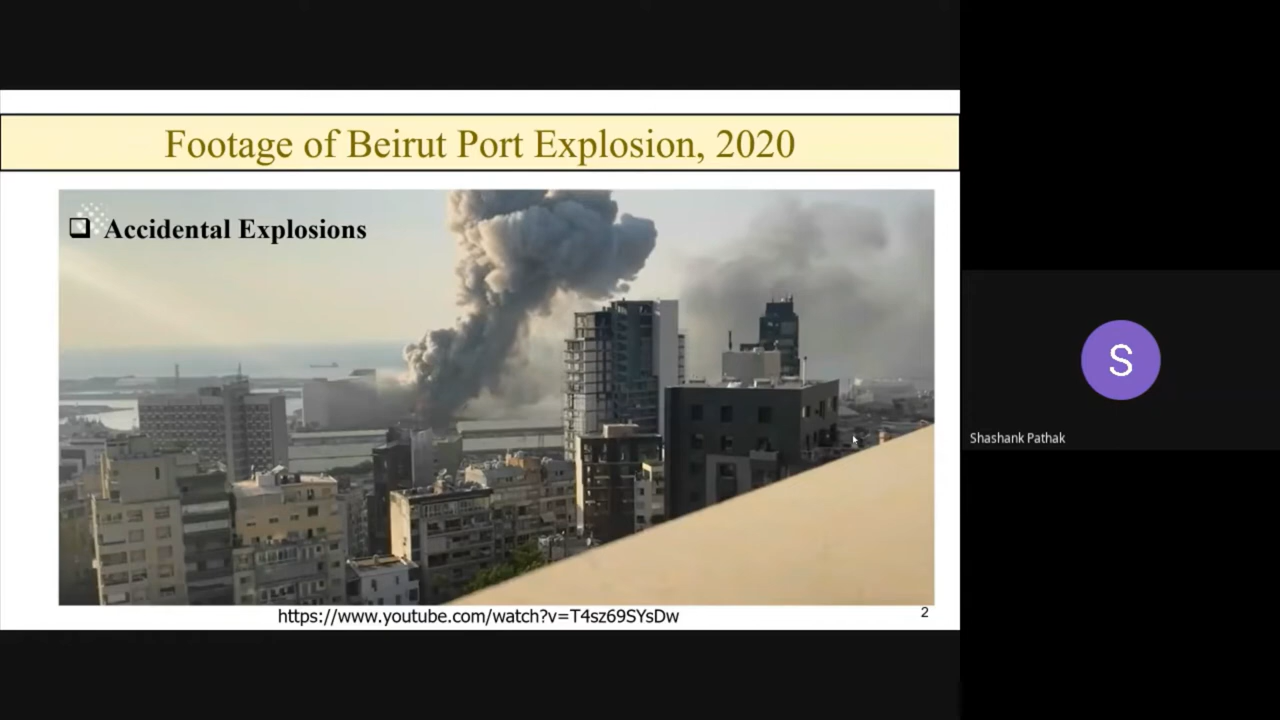 Footage of Beirut Port Explosion, 2020
Accidental Explosions
https://www.youtube.com/watch?v=T4sz69SYsDw
2
S
Shashank Pathak